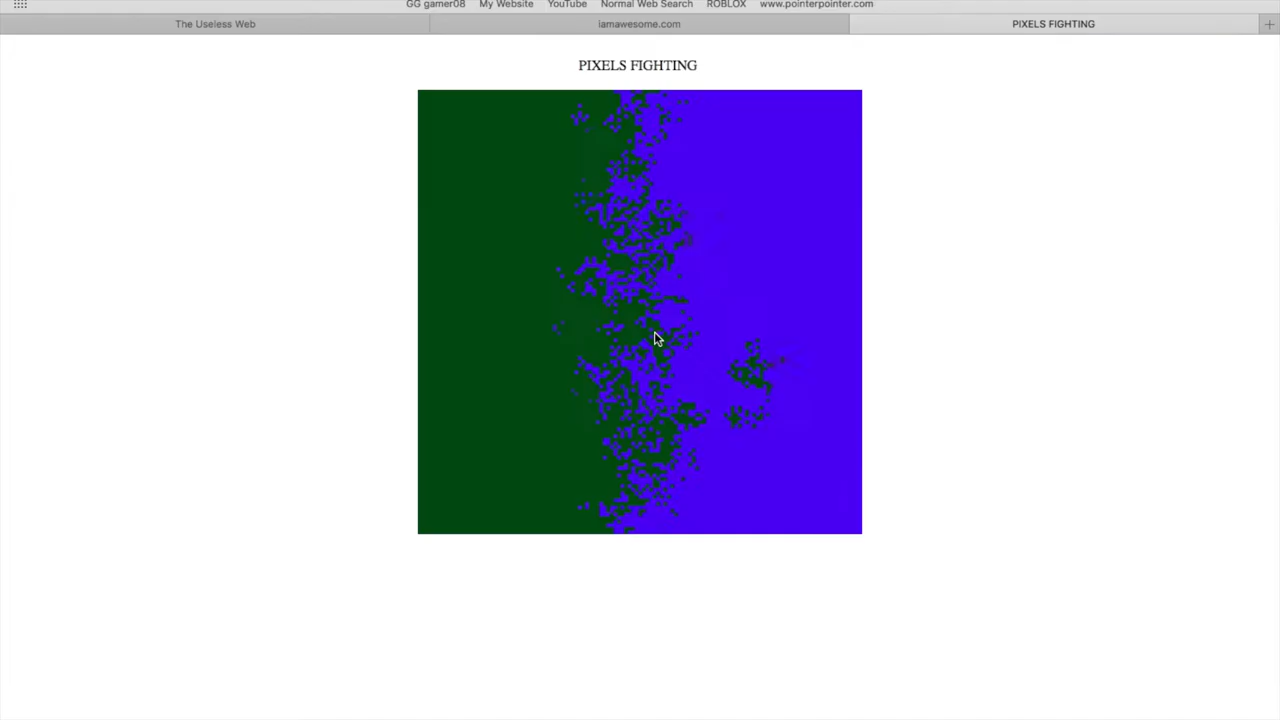 GG gamer08 My Website YouTube Normal Web Search ROBLOX www.pointerpointer.com
The Useless Web iamawesome.com PIXELS FIGHTING
PIXELS FIGHTING